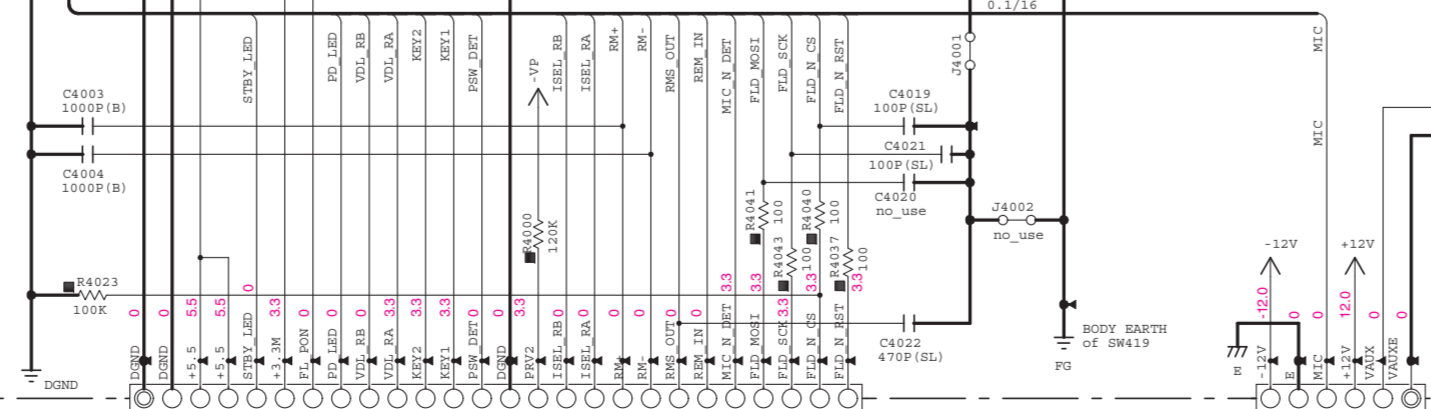 0.1/16
STBY_LED
PD_LED
VDL_RB
VDL_RA
KEY2
KEY1
PSW_DET
-VP
ISEL_RB
ISEL_RA
RM+
RM-
RMS_OUT
REM_IN
MIC_N_DET
FLD_MOSI
FLD_SCK
FLD_N_CS
FLD_N_RST
J4001
MIC
MIC
C4003
1000P(B)
C4004
1000P(B)
C4019
100P(SL)
C4021
100P(SL)
C4020
no_use
R4041
100
R4040
100
R4043
100
R4037
100
R4000
120K
J4002
no_use
-12V
+12V
R4023
100K
0
0
5.5
5.5
0
3.3
0
0
0
3.3
3.3
3.3
0
0
3.3
0
0
0
0
0
0
3.3
3.3
3.3
3.3
3.3
-12.0
0
0
12.0
0
0
C4022
470P(SL)
BODY EARTH
of SW419
FG
E
DGND
DGND
DGND
+5.5
+5.5
STBY_LED
+3.3M
FL_PON
PD_LED
VDL_RB
VDL_RA
KEY2
KEY1
PSW_DET
DGND
PRV2
ISEL_RB
ISEL_RA
RM+
RM-
RMS_OUT
REM_IN
MIC_N_DET
FLD_MOSI
FLD_SCK
FLD_N_CS
FLD_N_RST
-12V
E
MIC
+12V
VAUX
VAUXE